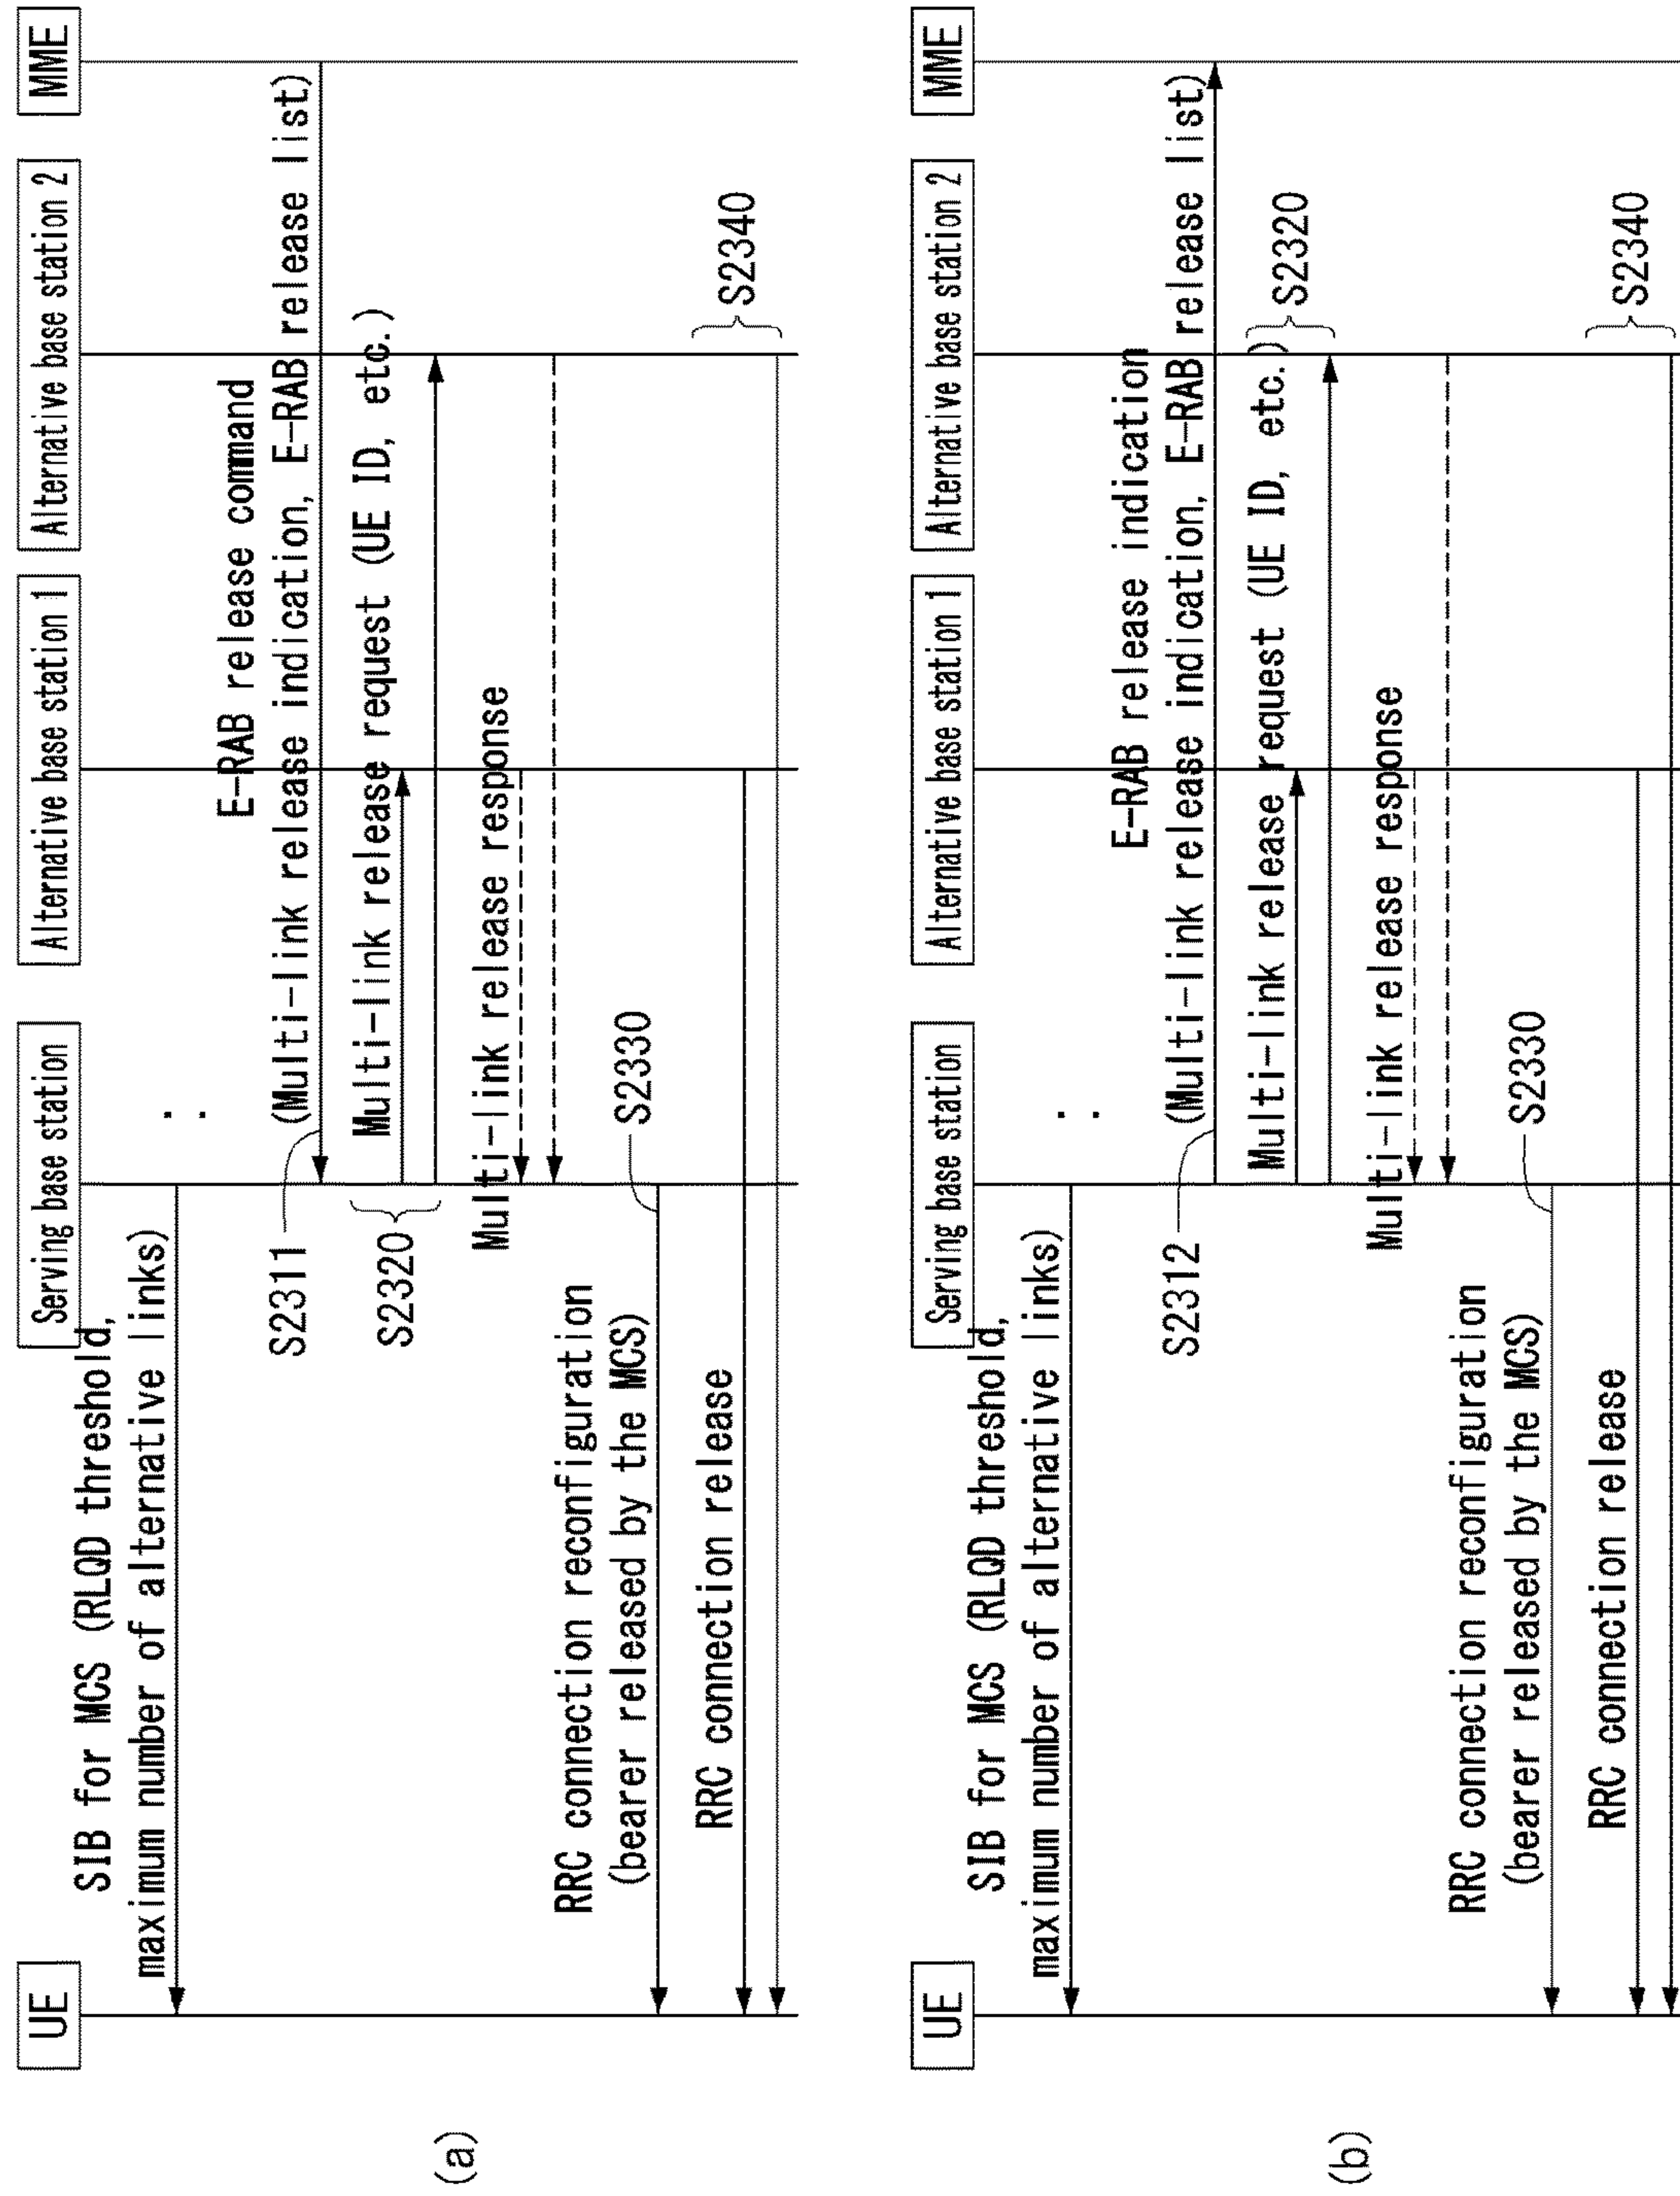 (a)
UE
Serving base station
Alternative base station 1
Alternative base station 2
MME
SIB for MCS (RLQD threshold,
maximum number of alternative links)
:
E-RAB release command
(Multi-link release indication, E-RAB release list)
S2311
Multi-link release request (UE ID, etc.)
S2320
Multi-link release response
RRC connection reconfiguration
(bearer released by the MCS)
S2330
RRC connection release
S2340
(b)
UE
Serving base station
Alternative base station 1
Alternative base station 2
MME
SIB for MCS (RLQD threshold,
maximum number of alternative links)
:
E-RAB release indication
(Multi-link release indication, E-RAB release list)
S2312
Multi-link release request (UE ID, etc.)
S2320
Multi-link release response
RRC connection reconfiguration
(bearer released by the MCS)
S2330
RRC connection release
S2340